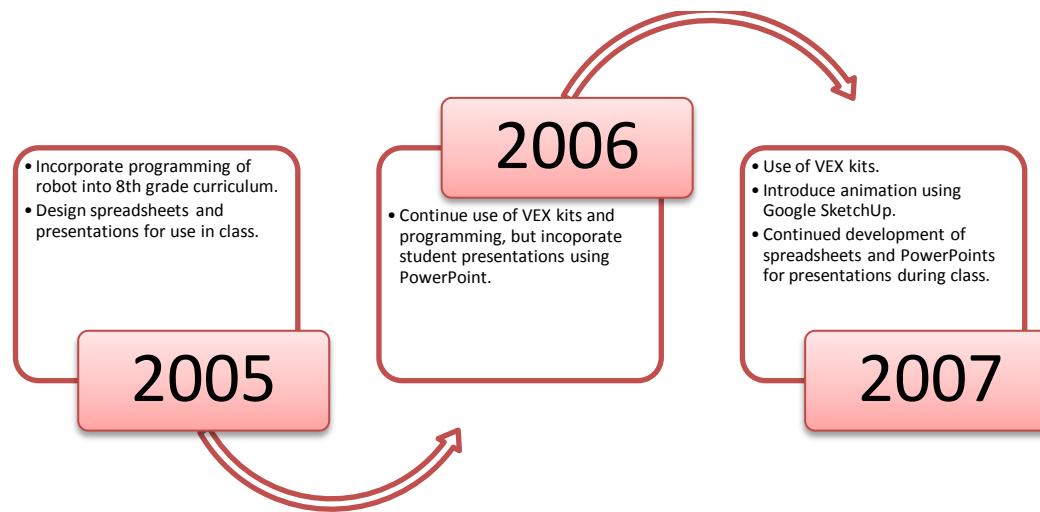 • Incorporate programming of
robot into 8th grade curriculum.
• Design spreadsheets and
presentations for use in class.
2005
2006
• Continue use of VEX kits and
programming, but incoporate
student presentations using
PowerPoint.
• Use of VEX kits.
• Introduce animation using
Google SketchUp.
• Continued development of
spreadsheets and PowerPoints
for presentations during class.
2007